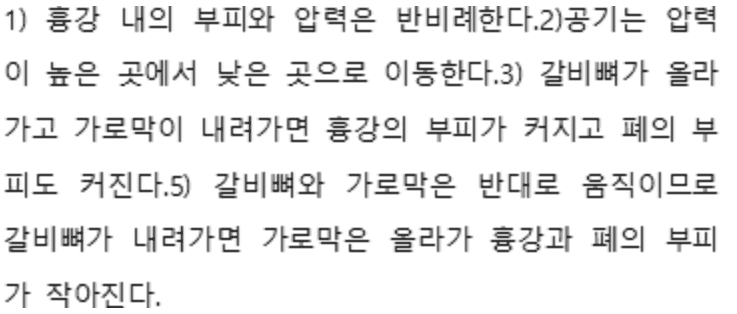 1) 흉강 내의 부피와 압력은 반비례한다.2)공기는 압력
이 높은 곳에서 낮은 곳으로 이동한다.3) 갈비뼈가 올라
가고 가로막이 내려가면 흉강의 부피가 커지고 폐의 부
피도 커진다.5) 갈비뼈와 가로막은 반대로 움직이므로
갈비뼈가 내려가면 가로막은 올라가 흉강과 폐의 부피
가 작아진다.